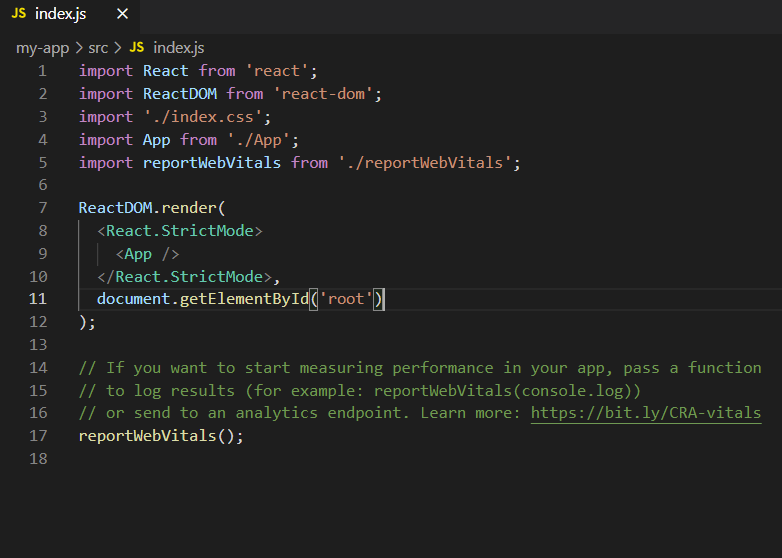 JS index.js ×
my-app > src > JS index.js
1 import React from 'react';
2 import ReactDOM from 'react-dom';
3 import './index.css';
4 import App from './App';
5 import reportWebVitals from './reportWebVitals';
6
7 ReactDOM.render(
8   <React.StrictMode>
9     <App />
10   </React.StrictMode>,
11   document.getElementById('root')
12 );
13
14 // If you want to start measuring performance in your app, pass a function
15 // to log results (for example: reportWebVitals(console.log))
16 // or send to an analytics endpoint. Learn more: https://bit.ly/CRA-vitals
17 reportWebVitals();
18